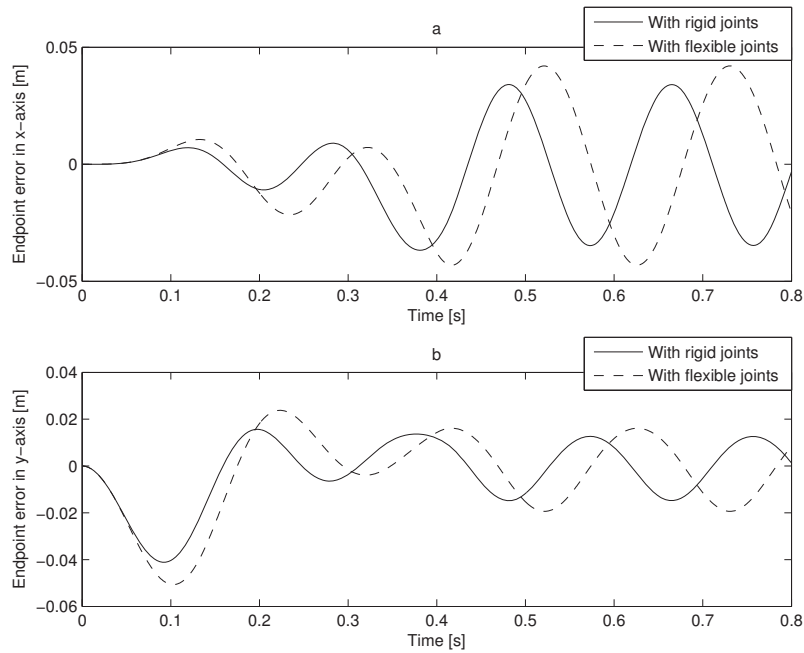 a
With rigid joints
With flexible joints
Endpoint error in x−axis [m]
0.05
0
−0.05
0
0.1
0.2
0.3
0.4
0.5
0.6
0.7
0.8
Time [s]
b
With rigid joints
With flexible joints
Endpoint error in y−axis [m]
0.04
0.02
0
−0.02
−0.04
−0.06
0
0.1
0.2
0.3
0.4
0.5
0.6
0.7
0.8
Time [s]